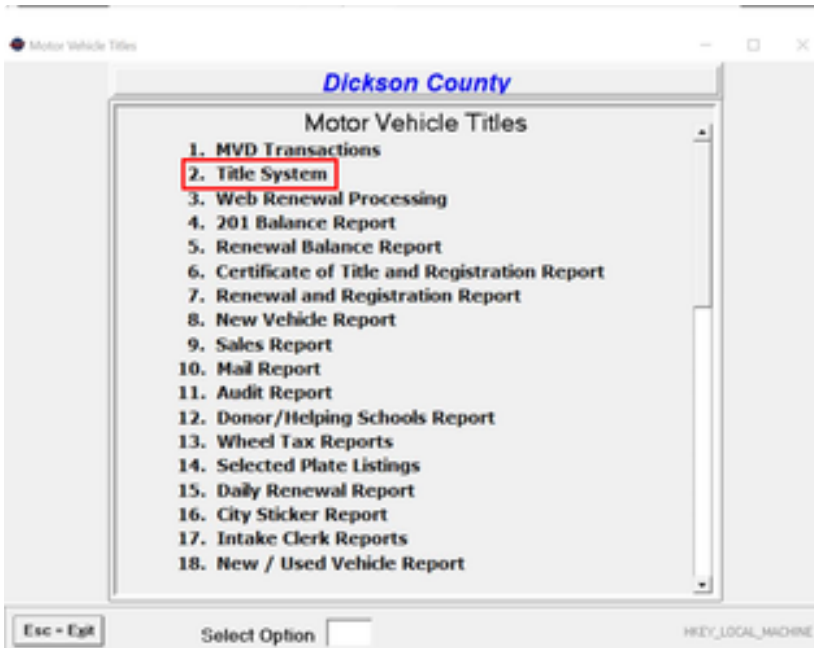 Motor Vehicle Titles
Dickson County
Motor Vehicle Titles
1. MVD Transactions
2. Title System
3. Web Renewal Processing
4. 201 Balance Report
5. Renewal Balance Report
6. Certificate of Title and Registration Report
7. Renewal and Registration Report
8. New Vehicle Report
9. Sales Report
10. Mail Report
11. Audit Report
12. Donor/Helping Schools Report
13. Wheel Tax Reports
14. Selected Plate Listings
15. Daily Renewal Report
16. City Sticker Report
17. Intake Clerk Reports
18. New / Used Vehicle Report
Esc = Exit Select Option HKEY_LOCAL_MACHINE